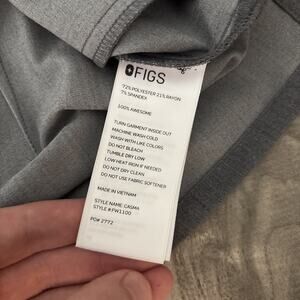 FIGS
72% POLYESTER 21% RAYON
7% SPANDEX
100% AWESOME
TURN GARMENT INSIDE OUT
MACHINE WASH COLD
WASH WITH LIKE COLORS
DO NOT BLEACH
TUMBLE DRY LOW
LOW HEAT IRON IF NEEDED
DO NOT DRY CLEAN
DO NOT USE FABRIC SOFTENER
MADE IN VIETNAM
STYLE NAME: CASMA
STYLE #:FW1100
PO# 2772